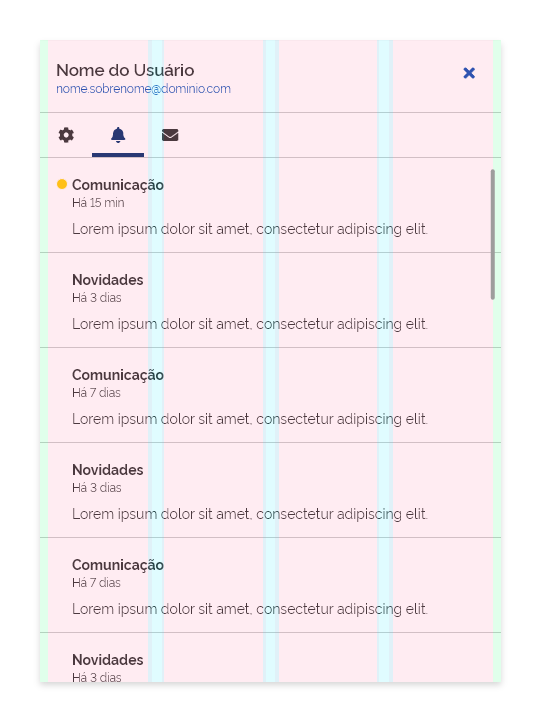 Nome do Usuário
nome.sobrenome@dominio.com
Comunicação
Há 15 min
Lorem ipsum dolor sit amet, consectetur adipiscing elit.
Novidades
Há 3 dias
Lorem ipsum dolor sit amet, consectetur adipiscing elit.
Comunicação
Há 7 dias
Lorem ipsum dolor sit amet, consectetur adipiscing elit.
Novidades
Há 3 dias
Lorem ipsum dolor sit amet, consectetur adipiscing elit.
Comunicação
Há 7 dias
Lorem ipsum dolor sit amet, consectetur adipiscing elit.
Novidades
Há 3 dias